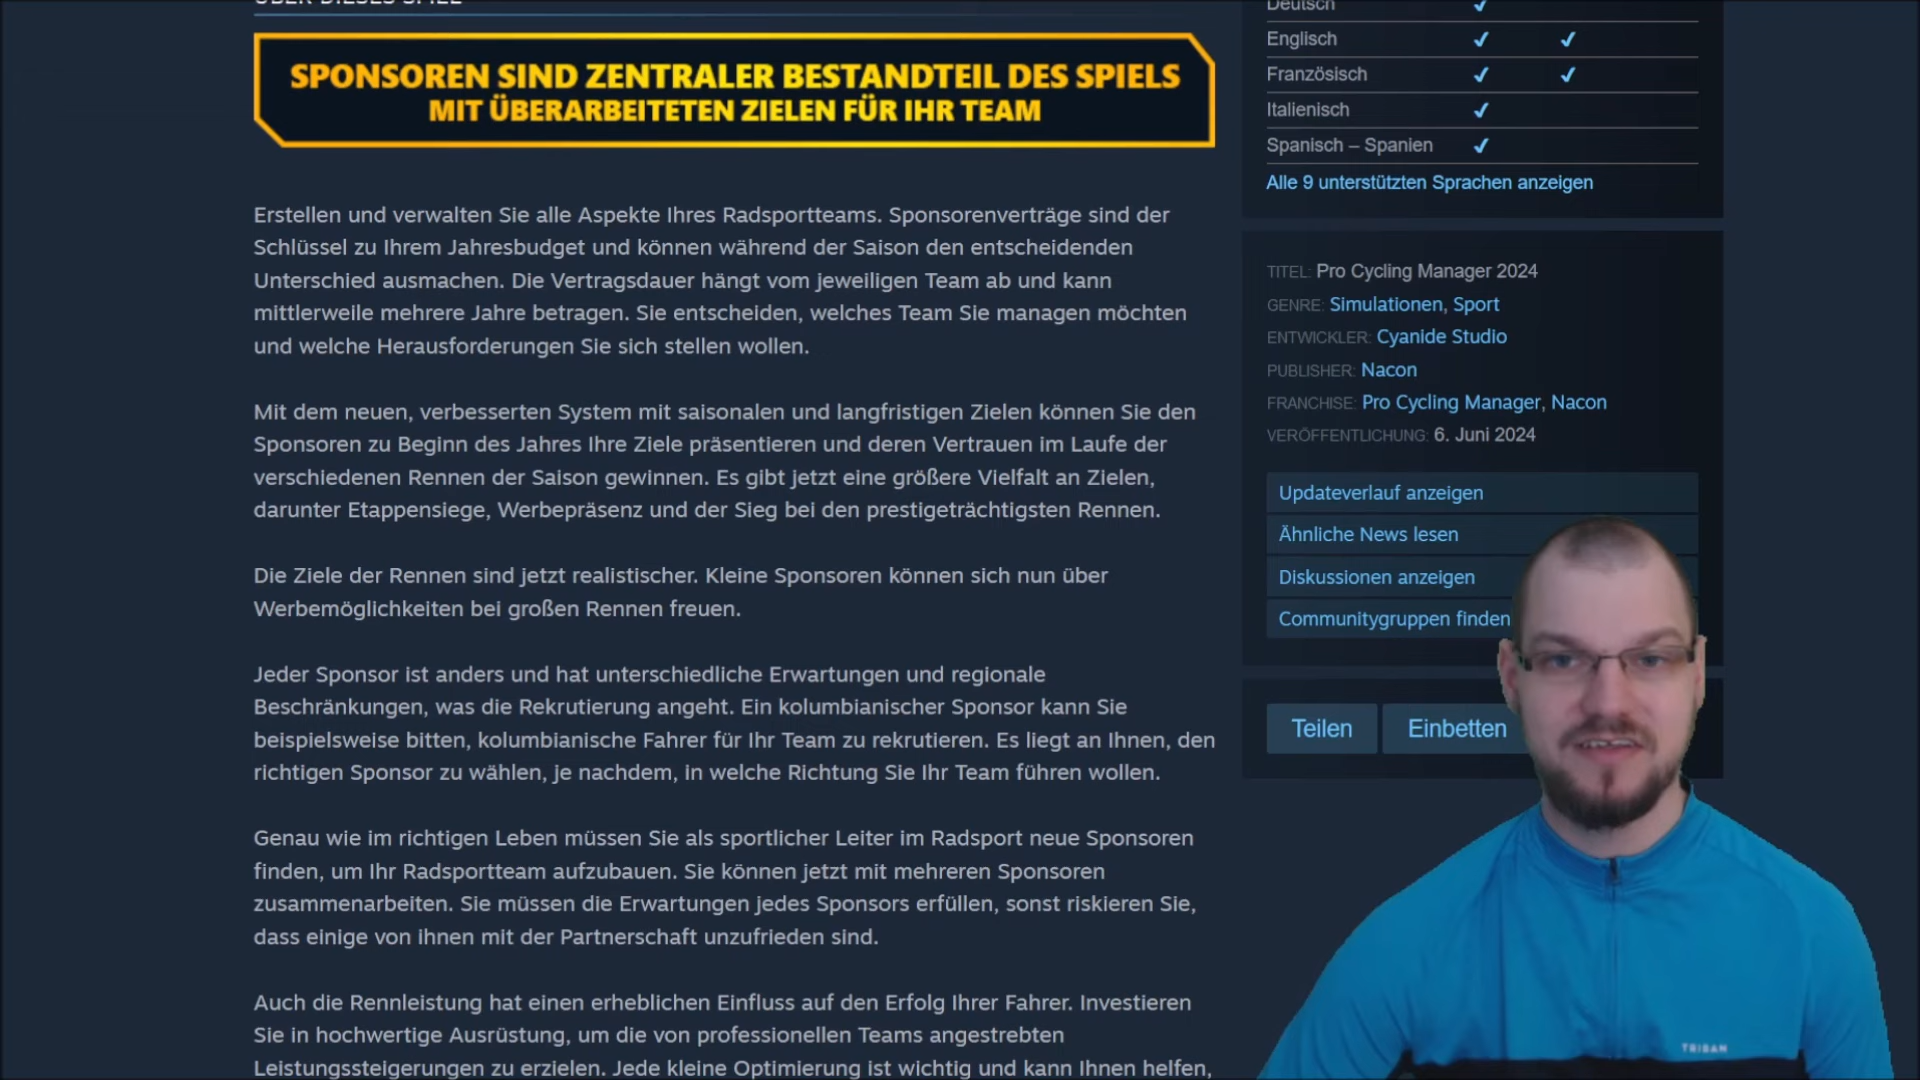 ÜBER DIESES SPIEL
SPONSOREN SIND ZENTRALER BESTANDTEIL DES SPIELS
MIT ÜBERARBEITETEN ZIELEN FÜR IHR TEAM
Erstellen und verwalten Sie alle Aspekte Ihres Radsportteams. Sponsorenverträge sind der
Schlüssel zu Ihrem Jahresbudget und können während der Saison den entscheidenden
Unterschied ausmachen. Die Vertragsdauer hängt vom jeweiligen Team ab und kann
mittlerweile mehrere Jahre betragen. Sie entscheiden, welches Team Sie managen möchten
und welche Herausforderungen Sie sich stellen wollen.
Mit dem neuen, verbesserten System mit saisonalen und langfristigen Zielen können Sie den
Sponsoren zu Beginn des Jahres Ihre Ziele präsentieren und deren Vertrauen im Laufe der
verschiedenen Rennen der Saison gewinnen. Es gibt jetzt eine größere Vielfalt an Zielen,
darunter Etappensiege, Werbepräsenz und der Sieg bei den prestigeträchtigsten Rennen.
Die Ziele der Rennen sind jetzt realistischer. Kleine Sponsoren können sich nun über
Werbemöglichkeiten bei großen Rennen freuen.
Jeder Sponsor ist anders und hat unterschiedliche Erwartungen und regionale
Beschränkungen, was die Rekrutierung angeht. Ein kolumbianischer Sponsor kann Sie
beispielsweise bitten, kolumbianische Fahrer für Ihr Team zu rekrutieren. Es liegt an Ihnen, den
richtigen Sponsor zu wählen, je nachdem, in welche Richtung Sie Ihr Team führen wollen.
Genau wie im richtigen Leben müssen Sie als sportlicher Leiter im Radsport neue Sponsoren
finden, um Ihr Radsportteam aufzubauen. Sie können jetzt mit mehreren Sponsoren
zusammenarbeiten. Sie müssen die Erwartungen jedes Sponsors erfüllen, sonst riskieren Sie,
dass einige von ihnen mit der Partnerschaft unzufrieden sind.
Auch die Rennleistung hat einen erheblichen Einfluss auf den Erfolg Ihrer Fahrer. Investieren
Sie in hochwertige Ausrüstung, um die von professionellen Teams angestrebten
Leistungssteigerungen zu erzielen. Jede kleine Optimierung ist wichtig und kann Ihnen helfen,
Deutsch ✔
Englisch ✔ ✔
Französisch ✔ ✔
Italienisch ✔
Spanisch – Spanien ✔
Alle 9 unterstützten Sprachen anzeigen
TITEL: Pro Cycling Manager 2024
GENRE: Simulationen, Sport
ENTWICKLER: Cyanide Studio
PUBLISHER: Nacon
FRANCHISE: Pro Cycling Manager, Nacon
VERÖFFENTLICHUNG: 6. Juni 2024
Updateverlauf anzeigen
Ähnliche News lesen
Diskussionen anzeigen
Communitygruppen finden
Teilen
Einbetten
TRIBAN